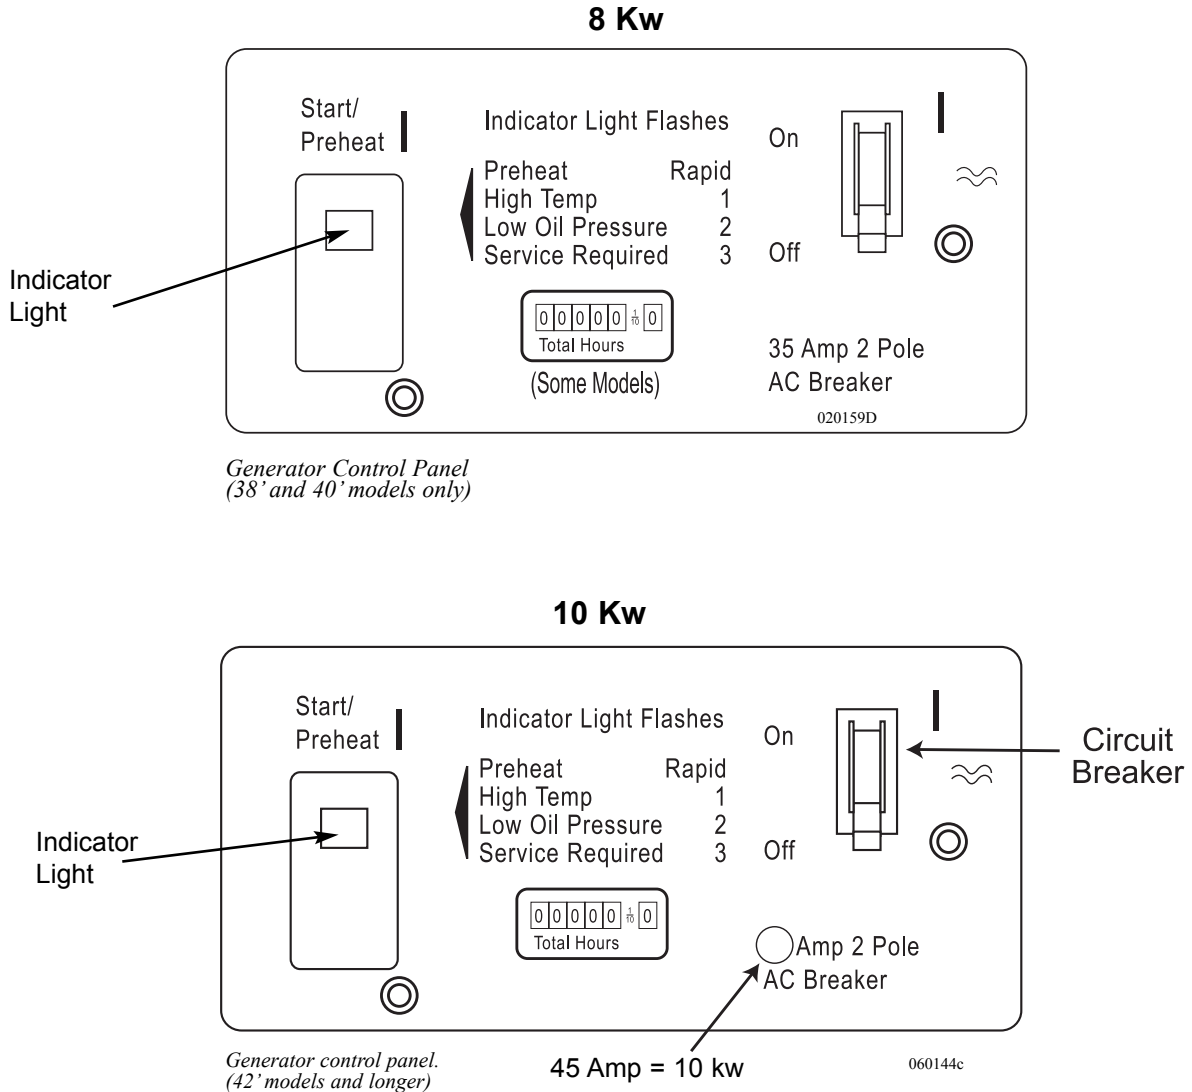 8 Kw
Start/
Preheat
Indicator Light Flashes
Preheat Rapid
High Temp 1
Low Oil Pressure 2
Service Required 3
On
Off
Indicator
Light
0 0 0 0 0 1/10 0
Total Hours
(Some Models)
35 Amp 2 Pole
AC Breaker
020159D
Generator Control Panel
(38’ and 40’ models only)
10 Kw
Start/
Preheat
Indicator Light Flashes
Preheat Rapid
High Temp 1
Low Oil Pressure 2
Service Required 3
On
Off
Circuit
Breaker
Indicator
Light
0 0 0 0 0 1/10 0
Total Hours
Amp 2 Pole
AC Breaker
45 Amp = 10 kw
060144c
Generator control panel.
(42’ models and longer)